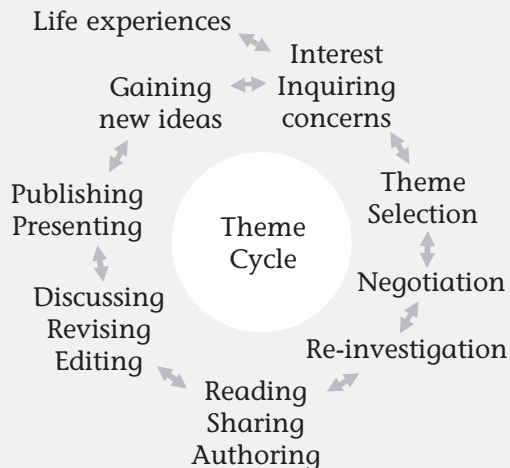 Life experiences
Interest
Inquiring
concerns
Theme
Selection
Negotiation
Re-investigation
Reading
Sharing
Authoring
Discussing
Revising
Editing
Publishing
Presenting
Gaining
new ideas
Theme
Cycle